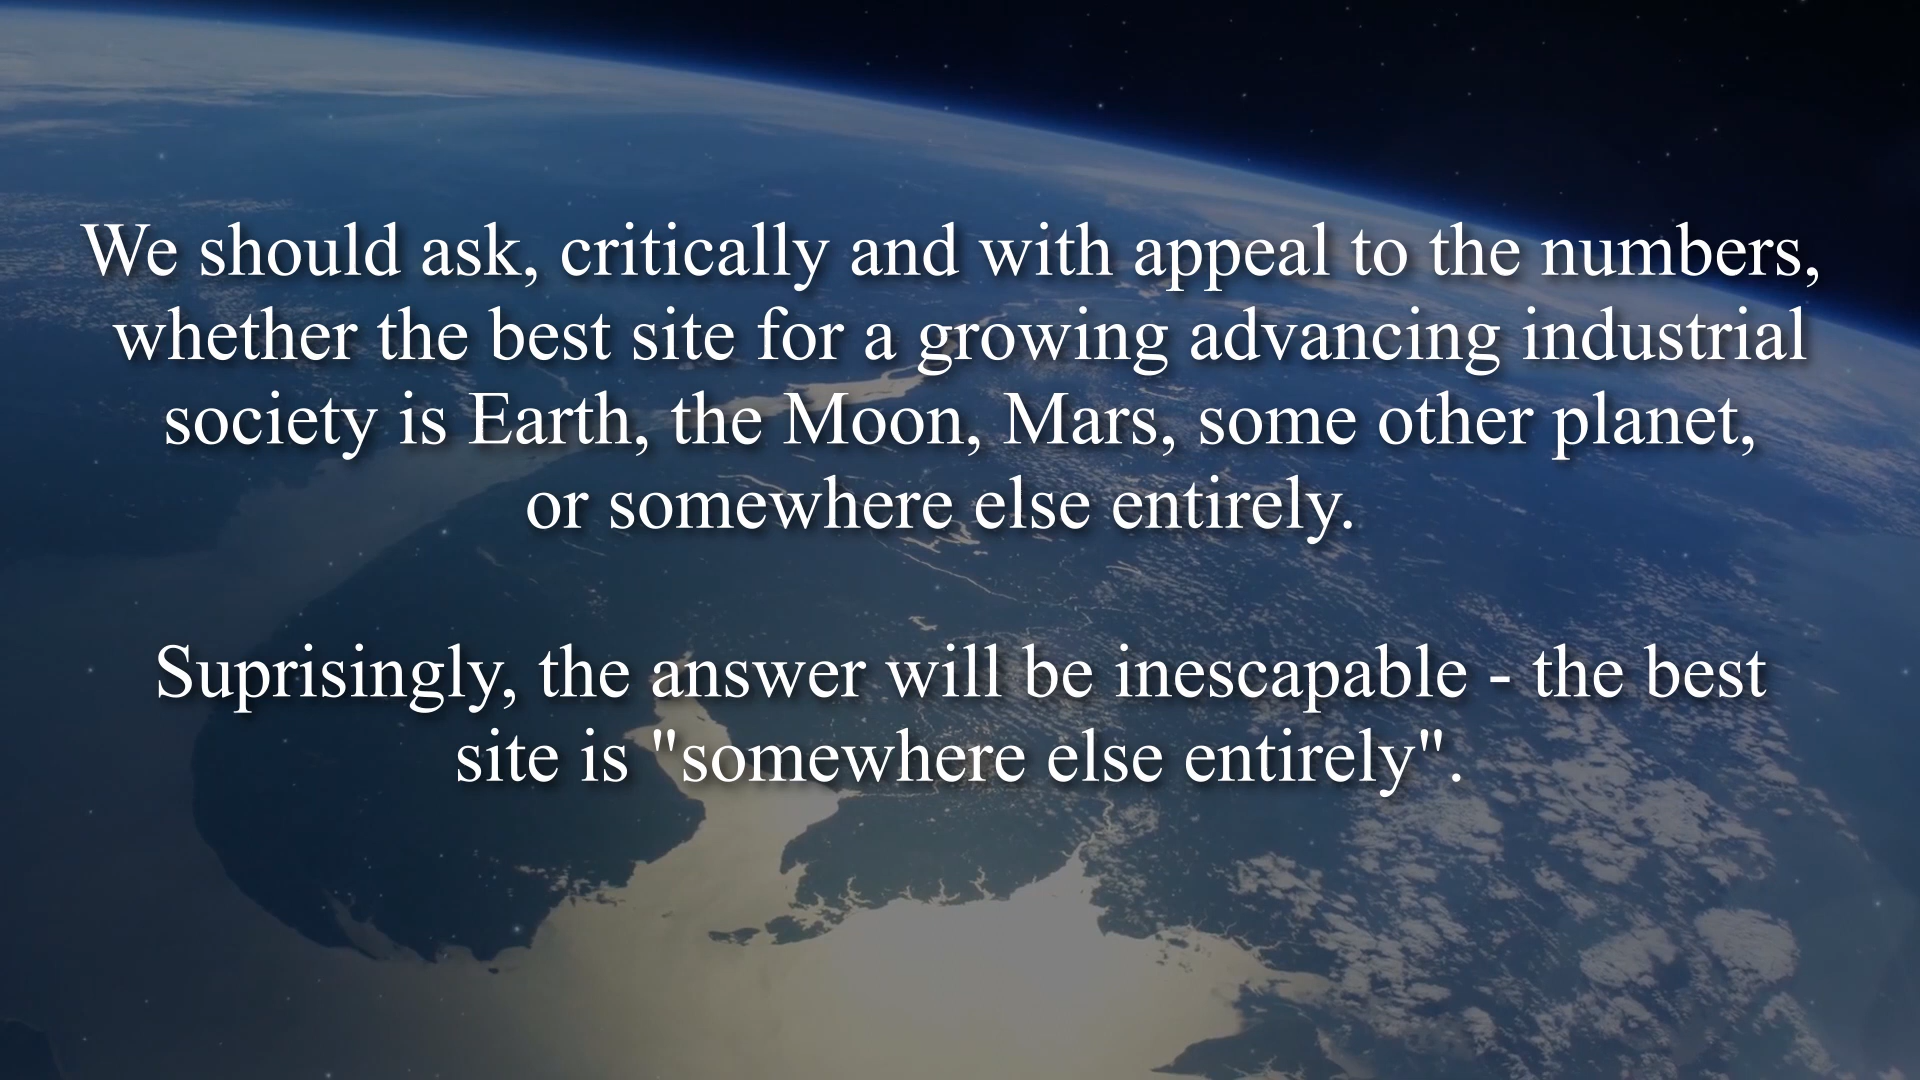 We should ask, critically and with appeal to the numbers,
whether the best site for a growing advancing industrial
society is Earth, the Moon, Mars, some other planet,
or somewhere else entirely.
Suprisingly, the answer will be inescapable - the best
site is "somewhere else entirely".